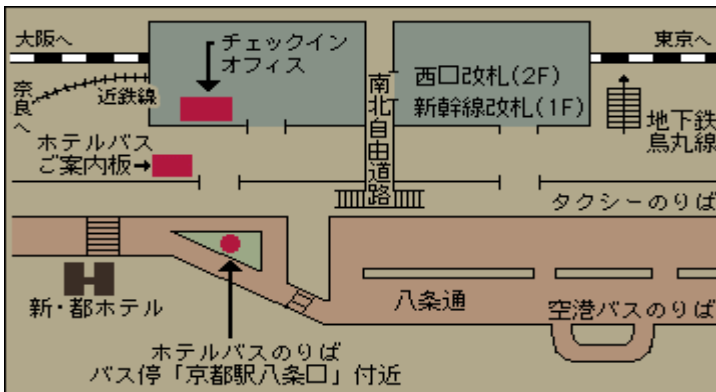 大阪へ
チェックイン
オフィス
東京へ
西口改札(2F)
新幹線改札(1F)
南北自由道路
奈良へ
近鉄線
地下鉄
烏丸線
ホテルバス
ご案内板→
タクシーのりば
新・都ホテル
八条通
空港バスのりば
ホテルバスのりば
バス停「京都駅八条口」付近